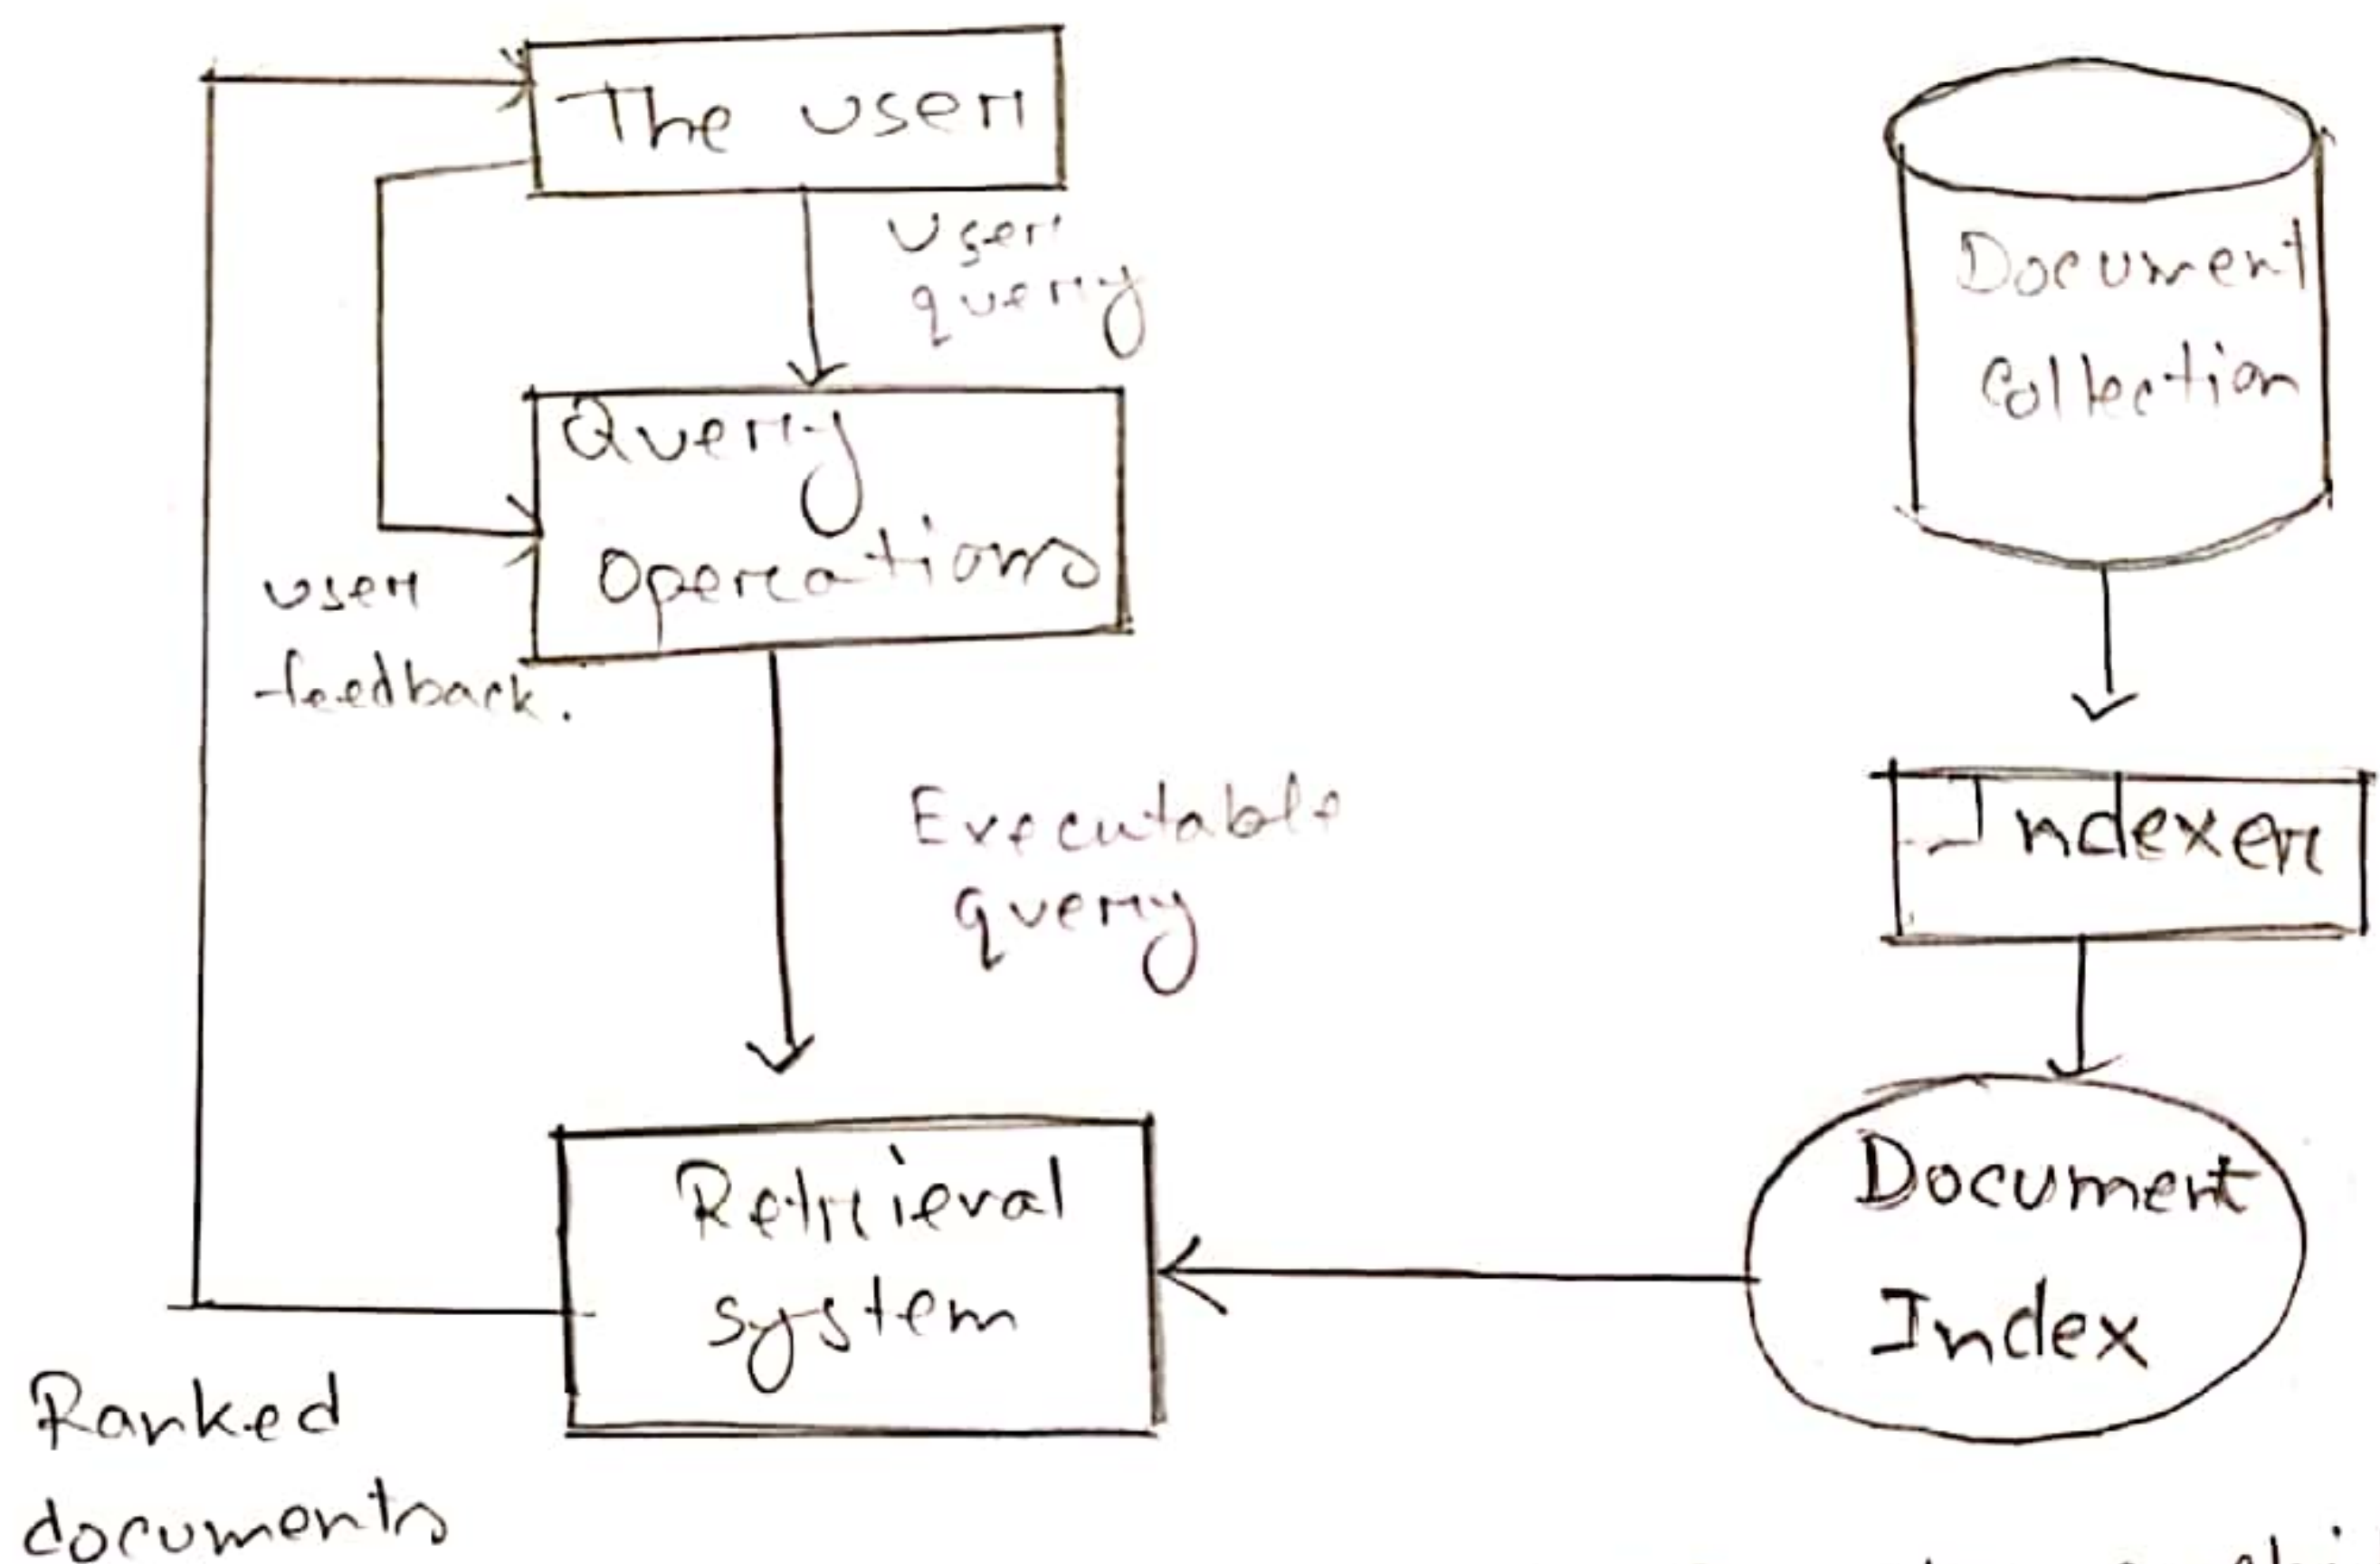 The user
User
query
Query
Operations
user
feedback.
Executable
query
Retrieval
system
Ranked
documents
Document
Collection
Indexer
Document
Index